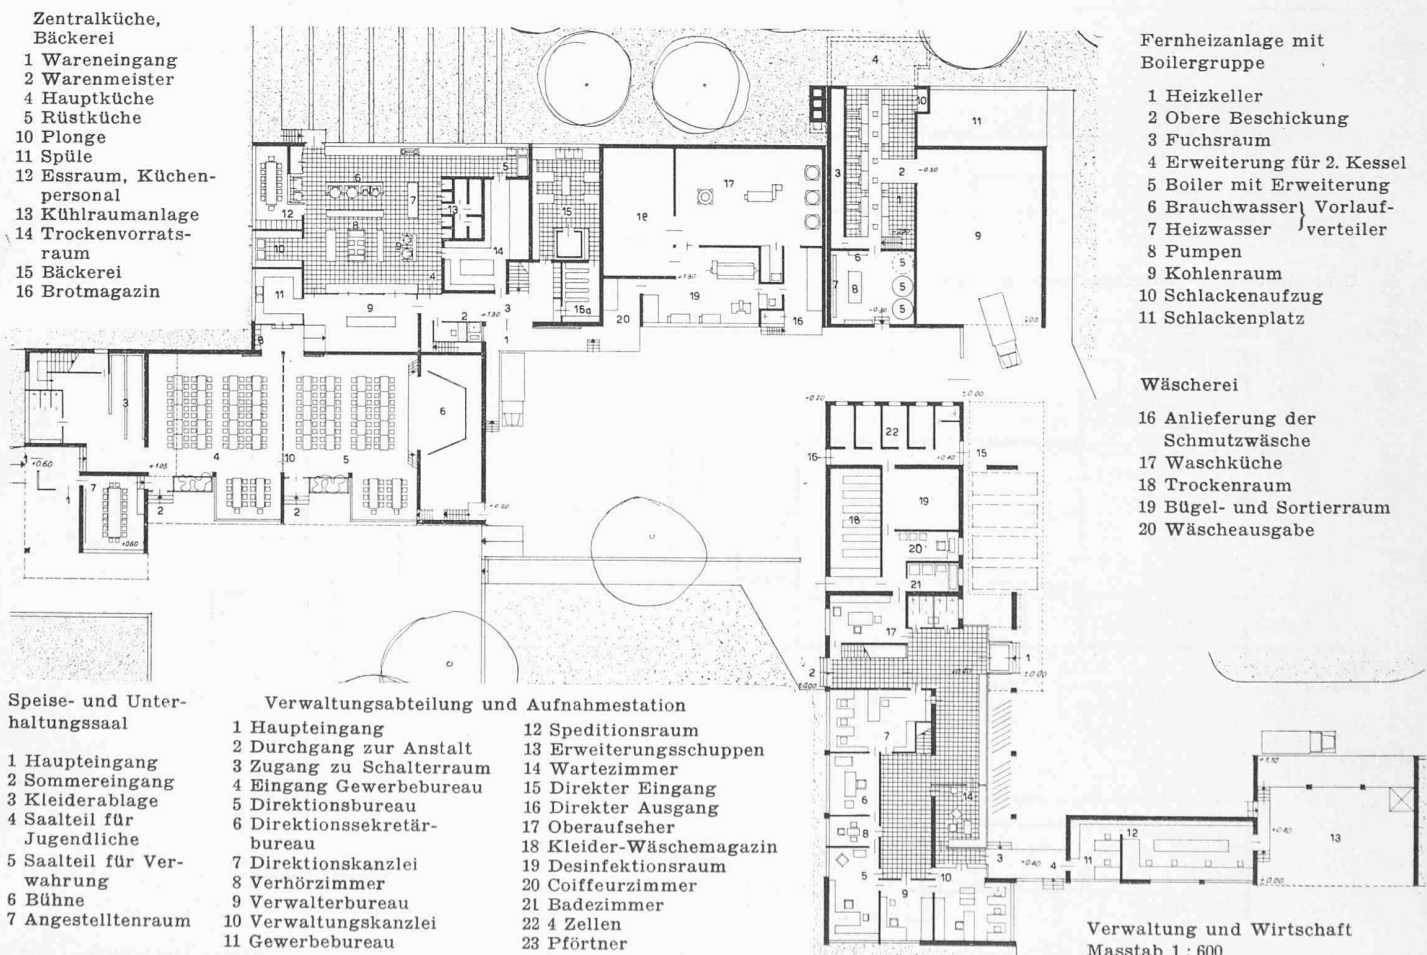 Zentralküche,
Bäckerei
1 Wareneingang
2 Warenmeister
4 Hauptküche
5 Rüstküche
10 Plonge
11 Spüle
12 Essraum, Küchen-
personal
13 Kühlraumanlage
14 Trockenvorrats-
raum
15 Bäckerei
16 Brotmagazin
Fernheizanlage mit
Boilergruppe
1 Heizkeller
2 Obere Beschickung
3 Fuchsraum
4 Erweiterung für 2. Kessel
5 Boiler mit Erweiterung
6 Brauchwasser} Vorlauf-
7 Heizwasser } verteiler
8 Pumpen
9 Kohlenraum
10 Schlackenaufzug
11 Schlackenplatz
Wäscherei
16 Anlieferung der
Schmutzwäsche
17 Waschküche
18 Trockenraum
19 Bügel- und Sortierraum
20 Wäscheausgabe
Speise- und Unter-
haltungssaal
1 Haupteingang
2 Sommereingang
3 Kleiderablage
4 Saalteil für
Jugendliche
5 Saalteil für Ver-
wahrung
6 Bühne
7 Angestelltenraum
Verwaltungsabteilung und Aufnahmestation
1 Haupteingang
2 Durchgang zur Anstalt
3 Zugang zu Schalterraum
4 Eingang Gewerbebureau
5 Direktionsbureau
6 Direktionssekretär-
bureau
7 Direktionskanzlei
8 Verhörzimmer
9 Verwalterbureau
10 Verwaltungskanzlei
11 Gewerbebureau
12 Speditionsraum
13 Erweiterungsschuppen
14 Wartezimmer
15 Direkter Eingang
16 Direkter Ausgang
17 Oberaufseher
18 Kleider-Wäschemagazin
19 Desinfektionsraum
20 Coiffeurzimmer
21 Badezimmer
22 4 Zellen
23 Pförtner
Verwaltung und Wirtschaft
Masstab 1 : 600